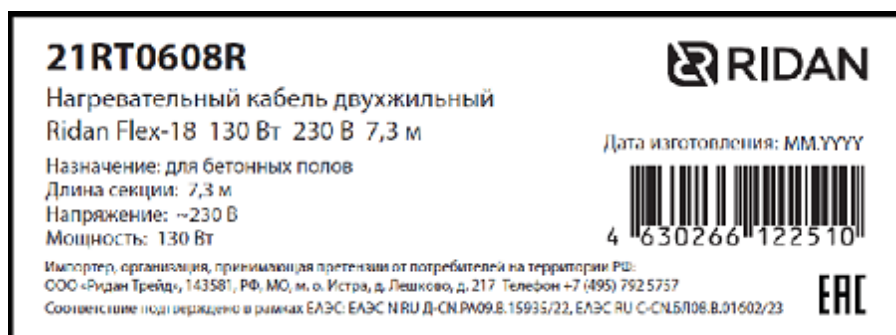 21RT0608R
RIDAN
Нагревательный кабель двухжильный
Ridan Flex-18 130 Вт 230 В 7,3 м
Дата изготовления: MM.YYYY
Назначение: для бетонных полов
Длина секции: 7,3 м
Напряжение: ~230 В
Мощность: 130 Вт
4 630266 122510
Импортер, организация, принимающая претензии от потребителей на территории РФ:
ООО «Ридан Трейд», 143581, РФ, МО, м. о. Истра, д. Лешково, д. 217 Телефон +7 (495) 792 5757
Соответствие подтверждено в рамках ЕАЭС: ЕАЭС N RU Д-CN.РА09.В.15935/22, ЕАЭС RU C-CN.БЛ08.В.01602/23
EAC